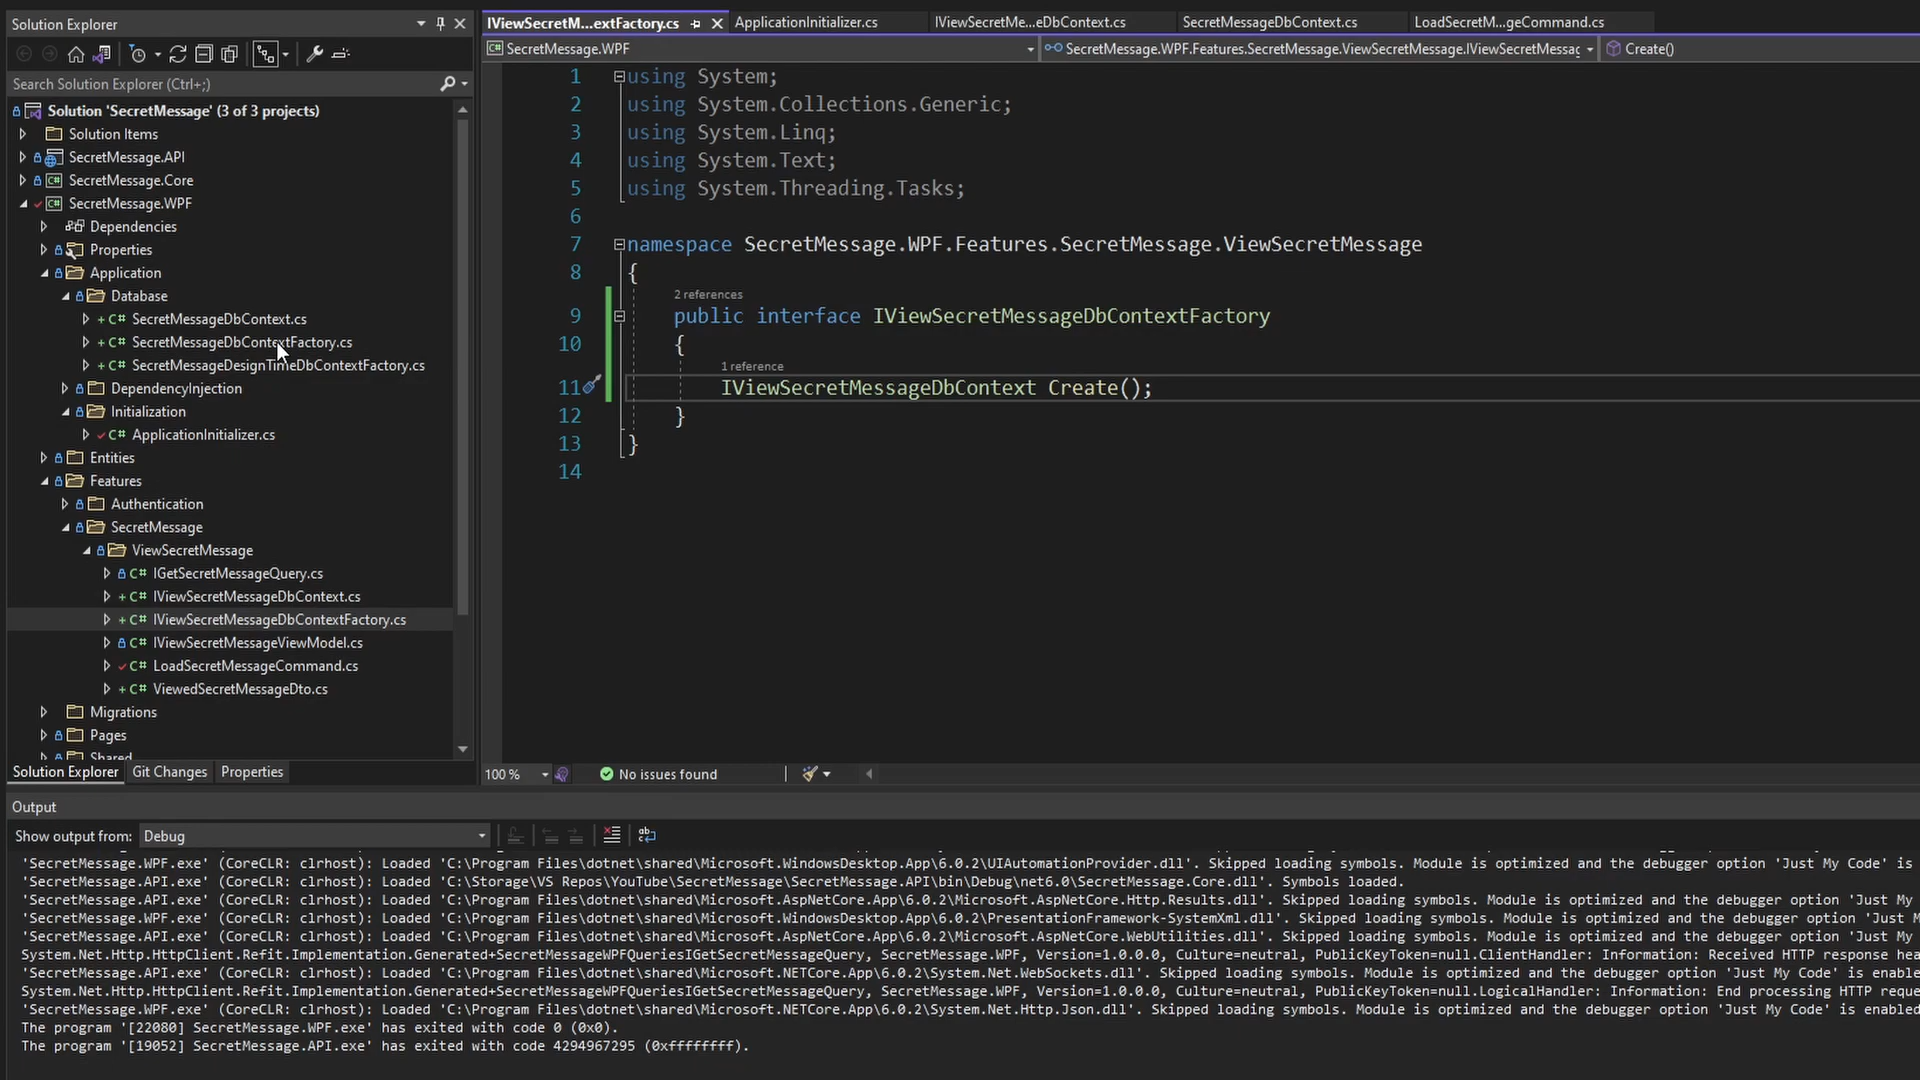 Solution Explorer
Search Solution Explorer (Ctrl+;)
Solution 'SecretMessage' (3 of 3 projects)
Solution Items
SecretMessage.API
SecretMessage.Core
SecretMessage.WPF
Dependencies
Properties
Application
Database
SecretMessageDbContext.cs
SecretMessageDbContextFactory.cs
SecretMessageDesignTimeDbContextFactory.cs
DependencyInjection
Initialization
ApplicationInitializer.cs
Entities
Features
Authentication
SecretMessage
ViewSecretMessage
IGetSecretMessageQuery.cs
IViewSecretMessageDbContext.cs
IViewSecretMessageDbContextFactory.cs
IViewSecretMessageViewModel.cs
LoadSecretMessageCommand.cs
ViewedSecretMessageDto.cs
Migrations
Pages
Shared
Solution Explorer Git Changes Properties
IViewSecretM...extFactory.cs ApplicationInitializer.cs IViewSecretMe...eDbContext.cs SecretMessageDbContext.cs LoadSecretM...geCommand.cs
SecretMessage.WPF SecretMessage.WPF.Features.SecretMessage.ViewSecretMessage.IViewSecretMessag Create()
1 using System;
2 using System.Collections.Generic;
3 using System.Linq;
4 using System.Text;
5 using System.Threading.Tasks;
6
7 namespace SecretMessage.WPF.Features.SecretMessage.ViewSecretMessage
8 {
2 references
9 public interface IViewSecretMessageDbContextFactory
10 {
1 reference
11 IViewSecretMessageDbContext Create();
12 }
13 }
14
100 % No issues found
Output
Show output from: Debug
'SecretMessage.WPF.exe' (CoreCLR: clrhost): Loaded 'C:\Program Files\dotnet\shared\Microsoft.WindowsDesktop.App\6.0.2\UIAutomationProvider.dll'. Skipped loading symbols. Module is optimized and the debugger option 'Just My Code' is
'SecretMessage.API.exe' (CoreCLR: clrhost): Loaded 'C:\Storage\VS Repos\YouTube\SecretMessage\SecretMessage.API\bin\Debug\net6.0\SecretMessage.Core.dll'. Symbols loaded.
'SecretMessage.API.exe' (CoreCLR: clrhost): Loaded 'C:\Program Files\dotnet\shared\Microsoft.AspNetCore.App\6.0.2\Microsoft.AspNetCore.Http.Results.dll'. Skipped loading symbols. Module is optimized and the debugger option 'Just My
'SecretMessage.WPF.exe' (CoreCLR: clrhost): Loaded 'C:\Program Files\dotnet\shared\Microsoft.WindowsDesktop.App\6.0.2\PresentationFramework-SystemXml.dll'. Skipped loading symbols. Module is optimized and the debugger option 'Just M
'SecretMessage.API.exe' (CoreCLR: clrhost): Loaded 'C:\Program Files\dotnet\shared\Microsoft.AspNetCore.App\6.0.2\Microsoft.AspNetCore.WebUtilities.dll'. Skipped loading symbols. Module is optimized and the debugger option 'Just My
System.Net.Http.HttpClient.Refit.Implementation.Generated+SecretMessageWPFQueriesIGetSecretMessageQuery, SecretMessage.WPF, Version=1.0.0.0, Culture=neutral, PublicKeyToken=null.ClientHandler: Information: Received HTTP response hea
'SecretMessage.API.exe' (CoreCLR: clrhost): Loaded 'C:\Program Files\dotnet\shared\Microsoft.NETCore.App\6.0.2\System.Net.WebSockets.dll'. Skipped loading symbols. Module is optimized and the debugger option 'Just My Code' is enable
System.Net.Http.HttpClient.Refit.Implementation.Generated+SecretMessageWPFQueriesIGetSecretMessageQuery, SecretMessage.WPF, Version=1.0.0.0, Culture=neutral, PublicKeyToken=null.LogicalHandler: Information: End processing HTTP reque
'SecretMessage.WPF.exe' (CoreCLR: clrhost): Loaded 'C:\Program Files\dotnet\shared\Microsoft.NETCore.App\6.0.2\System.Net.Http.Json.dll'. Skipped loading symbols. Module is optimized and the debugger option 'Just My Code' is enabled
The program '[22080] SecretMessage.WPF.exe' has exited with code 0 (0x0).
The program '[19052] SecretMessage.API.exe' has exited with code 4294967295 (0xffffffff).